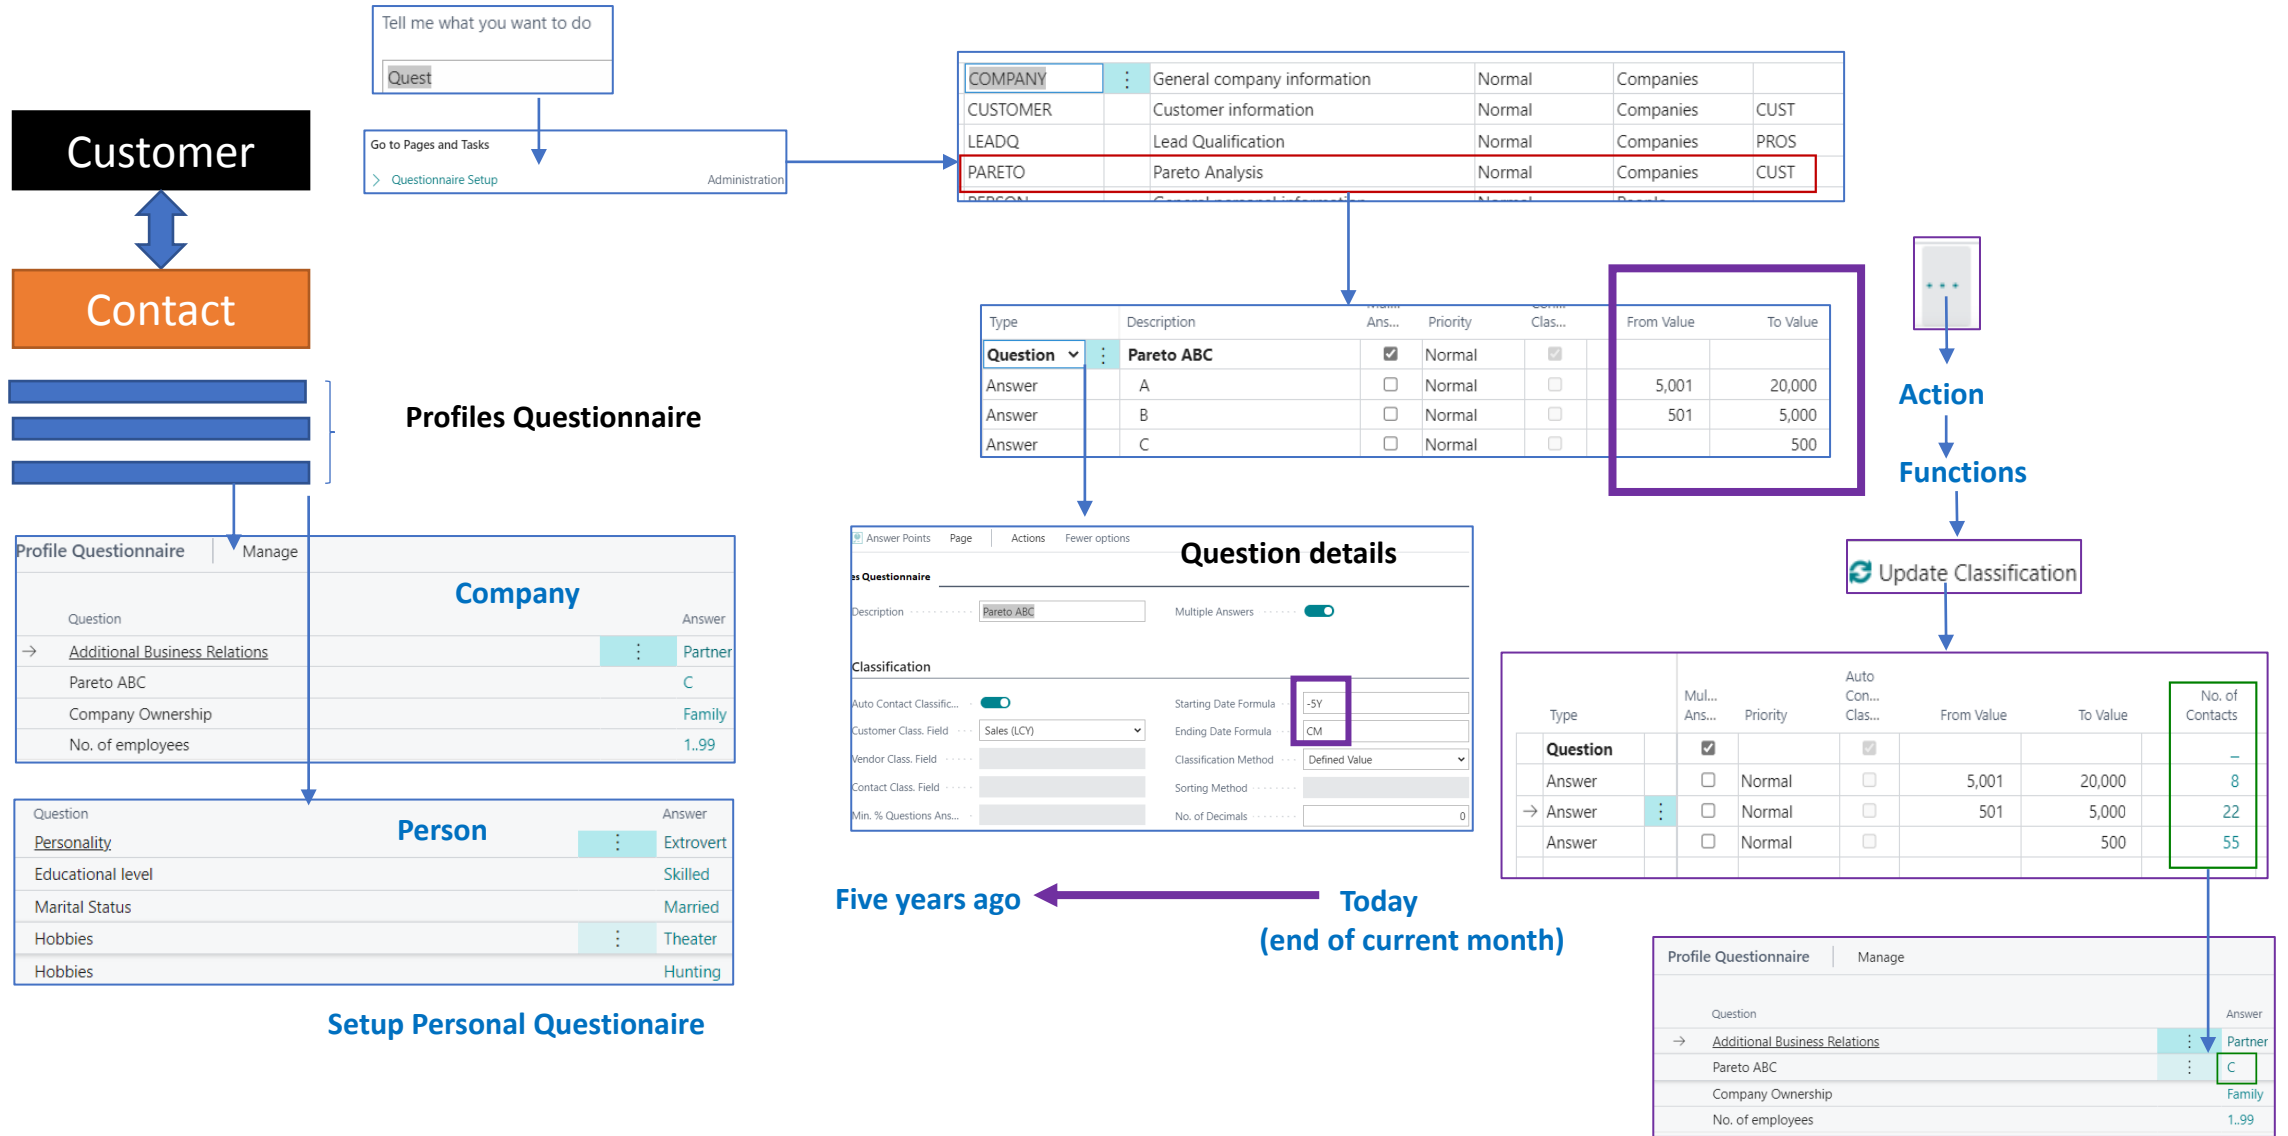 Tell me what you want to do
Quest
Go to Pages and Tasks
Questionnaire Setup Administration
Customer
Contact
Profiles Questionnaire
COMPANY General company information Normal Companies
CUSTOMER Customer information Normal Companies CUST
LEADQ Lead Qualification Normal Companies PROS
PARETO Pareto Analysis Normal Companies CUST
Type Description Ans... Priority Clas... From Value To Value
Question Pareto ABC Normal
Answer A Normal 5,001 20,000
Answer B Normal 501 5,000
Answer C Normal 500
Action
Functions
Update Classification
Profile Questionnaire Manage
Company
Question Answer
Additional Business Relations Partner
Pareto ABC C
Company Ownership Family
No. of employees 1..99
Question Answer
Person
Personality Extrovert
Educational level Skilled
Marital Status Married
Hobbies Theater
Hobbies Hunting
Setup Personal Questionaire
Answer Points Page Actions Fewer options
Question details
es Questionnaire
Description Pareto ABC Multiple Answers
Classification
Auto Contact Classific... Starting Date Formula -5Y
Customer Class. Field Sales (LCY) Ending Date Formula CM
Vendor Class. Field Classification Method Defined Value
Contact Class. Field Sorting Method
Min. % Questions Ans... No. of Decimals 0
Five years ago Today
(end of current month)
Auto
Mul... Con... No. of
Type Ans... Priority Clas... From Value To Value Contacts
Question _
Answer Normal 5,001 20,000 8
Answer Normal 501 5,000 22
Answer Normal 500 55
Profile Questionnaire Manage
Question Answer
Additional Business Relations Partner
Pareto ABC C
Company Ownership Family
No. of employees 1..99